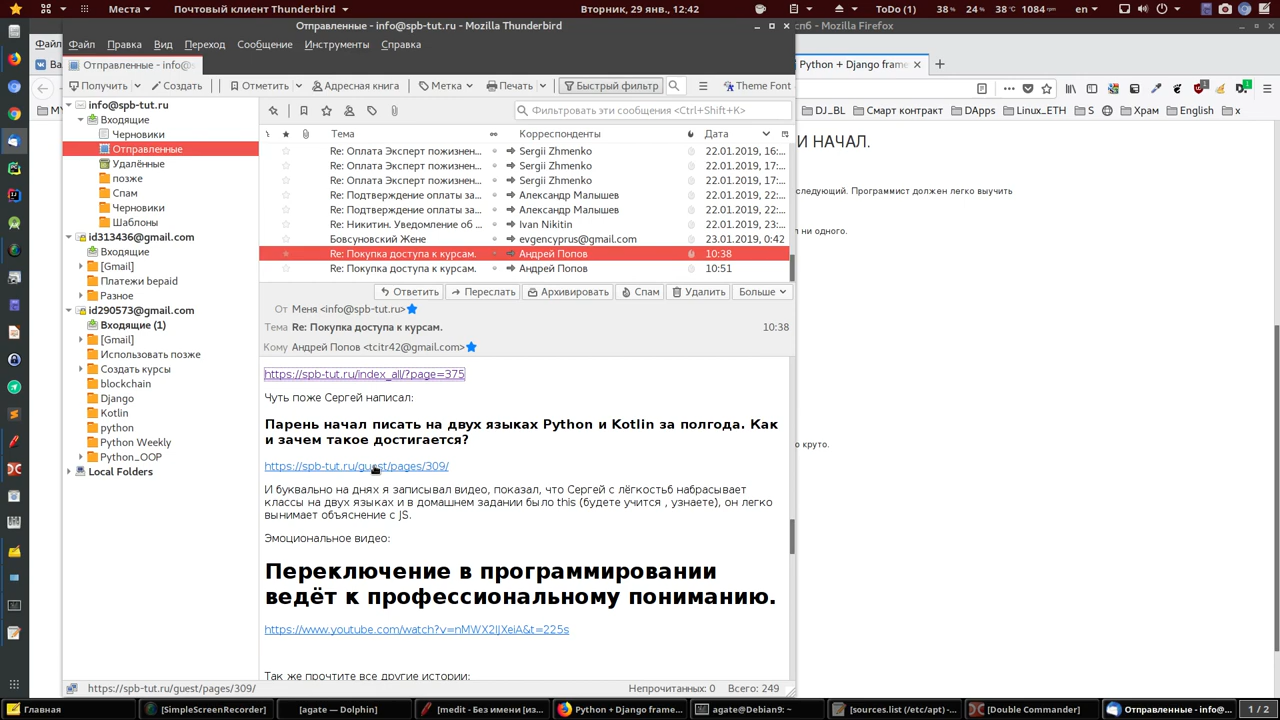 Места
Почтовый клиент Thunderbird
Вторник, 29 янв., 12:42
ToDo (1)
38%
24%
38%
1084 rpm
en
Отправленные - info@spb-tut.ru - Mozilla Thunderbird
спб - Mozilla Firefox
Файл Правка Вид Переход Сообщение Инструменты Справка
Файл
Отправленные - info@s
Python + Django frame
Получить Создать Отметить Адресная книга Метка Печать Быстрый фильтр Theme Font
Фильтровать эти сообщения <Ctrl+Shift+K>
DJ_BL Смарт контракт DApps Linux_ETH S Храм English x
Тема Корреспонденты Дата
info@spb-tut.ru
Входящие
Черновики
Отправленные
Удалённые
позже
Спам
Черновики
Шаблоны
id313436@gmail.com
Входящие
[Gmail]
Платежи bepaid
Разное
id290573@gmail.com
Входящие (1)
[Gmail]
Использовать позже
Создать курсы
blockchain
Django
Kotlin
python
Python Weekly
Python_OOP
Local Folders
Re: Оплата Эксперт пожизнен... Sergii Zhmenko 22.01.2019, 16:...
Re: Оплата Эксперт пожизнен... Sergii Zhmenko 22.01.2019, 17:...
Re: Оплата Эксперт пожизнен... Sergii Zhmenko 22.01.2019, 17:...
Re: Подтверждение оплаты за... Александр Малышев 22.01.2019, 22:...
Re: Подтверждение оплаты за... Александр Малышев 22.01.2019, 22:...
Re: Никитин. Уведомление об ... Ivan Nikitin 22.01.2019, 23:...
Бовсуновский Жене evgencyprus@gmail.com 23.01.2019, 0:42
Re: Покупка доступа к курсам. Андрей Попов 10:38
Re: Покупка доступа к курсам. Андрей Попов 10:51
Ответить Переслать Архивировать Спам Удалить Больше
От Меня <info@spb-tut.ru>
Тема Re: Покупка доступа к курсам. 10:38
Кому Андрей Попов <tcitr42@gmail.com>
https://spb-tut.ru/index_all/?page=375
Чуть поже Сергей написал:
Парень начал писать на двух языках Python и Kotlin за полгода. Как
и зачем такое достигается?
https://spb-tut.ru/guest/pages/309/
И буквально на днях я записывал видео, показал, что Сергей с лёгкостьб набрасывает
классы на двух языках и в домашнем задании было this (будете учится , узнаете), он легко
вынимает объяснение с JS.
Эмоциональное видео:
Переключение в программировании
ведёт к профессиональному пониманию.
https://www.youtube.com/watch?v=nMWX2IJXeiA&t=225s
Так же прочтите все другие истории:
И НАЧАЛ.
следующий. Программист должен легко выучить
л ни одного.
о круто.
https://spb-tut.ru/guest/pages/309/
Непрочитанных: 0 Всего: 249
Главная
[SimpleScreenRecorder]
[agate — Dolphin]
[medit - Без имени [из...
Python + Django frame...
agate@Debian9: ~
[sources.list (/etc/apt) -...
[Double Commander]
Отправленные - info@...
1 / 2